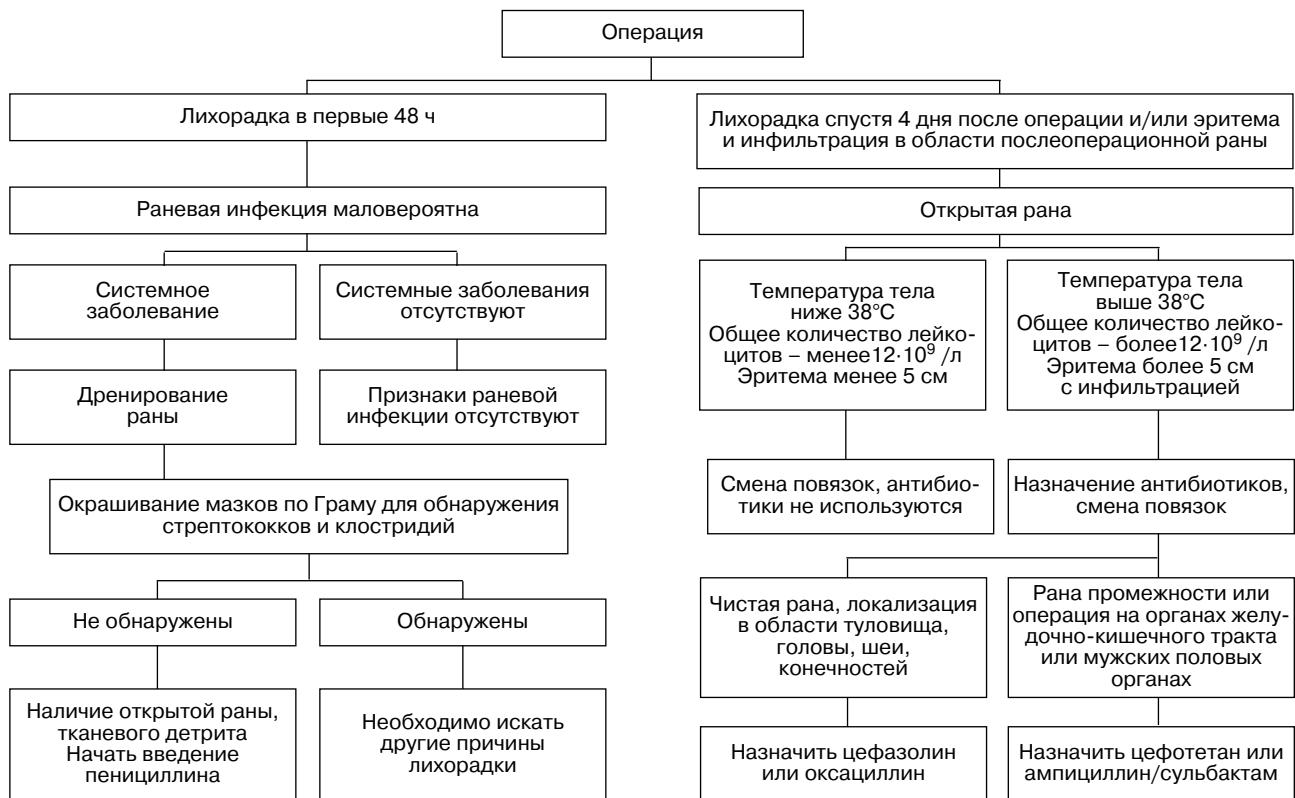 Операция
Лихорадка в первые 48 ч
Раневая инфекция маловероятна
Системное
заболевание
Системные заболевания
отсутствуют
Дренирование
раны
Признаки раневой
инфекции отсутствуют
Окрашивание мазков по Граму для обнаружения
стрептококков и клостридий
Не обнаружены
Обнаружены
Наличие открытой раны,
тканевого детрита
Начать введение
пенициллина
Необходимо искать
другие причины
лихорадки
Лихорадка спустя 4 дня после операции и/или эритема
и инфильтрация в области послеоперационной раны
Открытая рана
Температура тела
ниже 38°С
Общее количество лейко-
цитов – менее12·10⁹ /л
Эритема менее 5 см
Температура тела
выше 38°С
Общее количество лейко-
цитов – более12·10⁹ /л
Эритема более 5 см
с инфильтрацией
Смена повязок, антибио-
тики не используются
Назначение антибиотиков,
смена повязок
Чистая рана, локализация
в области туловища,
головы, шеи,
конечностей
Рана промежности или
операция на органах желу-
дочно-кишечного тракта
или мужских половых
органах
Назначить цефазолин
или оксациллин
Назначить цефотетан или
ампициллин/сульбактам